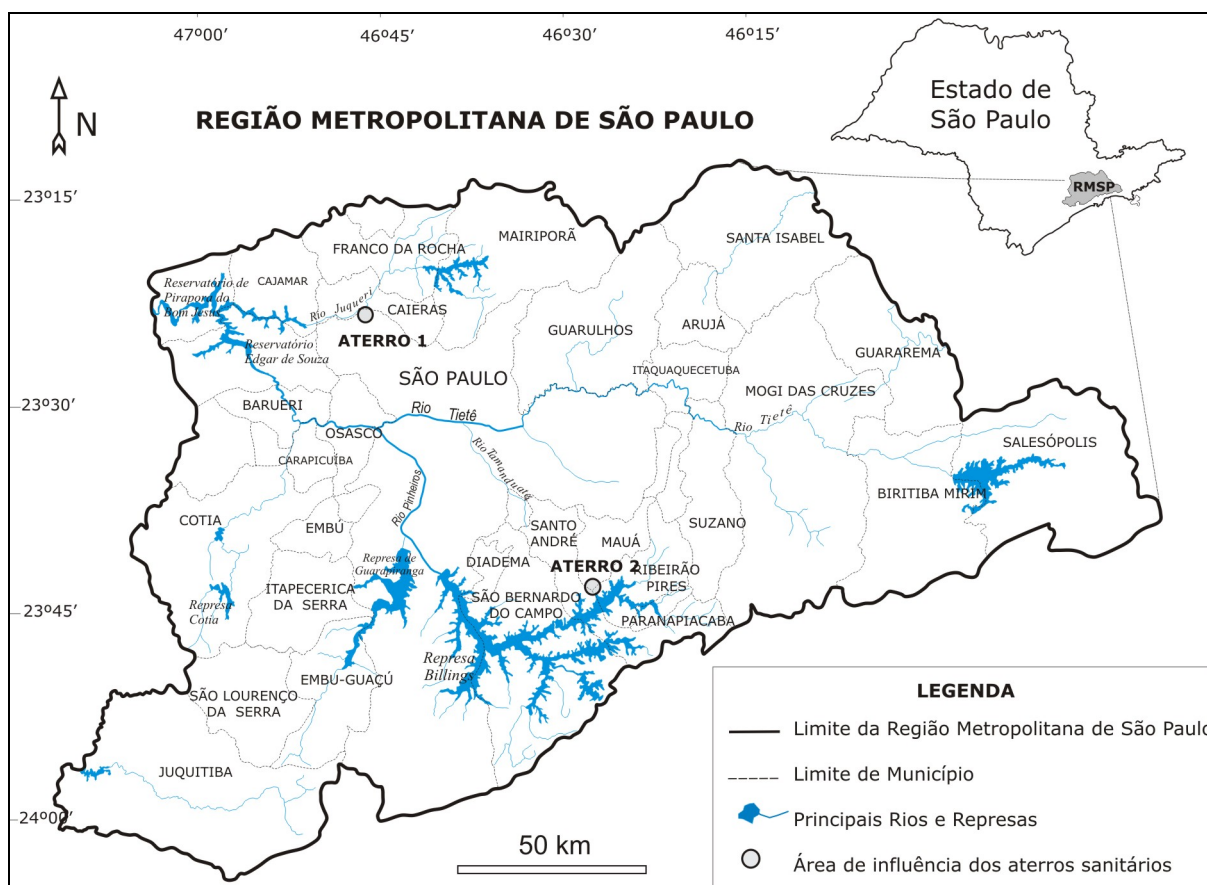 47º00’
46º45’
46º30’
46º15’
N
REGIÃO METROPOLITANA DE SÃO PAULO
Estado de
São Paulo
RMSP
23º15’
23º30’
23º45’
24º00’
MAIRIPORÃ
FRANCO DA ROCHA
SANTA ISABEL
CAJAMAR
Reservatório de
Pirapora do
Bom Jesus
Rio Juqueri
CAIERAS
ATERRO 1
GUARULHOS
ARUJÁ
Reservatório
Edgar de Souza
GUARAREMA
ITAQUAQUECETUBA
SÃO PAULO
MOGI DAS CRUZES
BARUERI
Rio Tietê
Rio Tietê
OSASCO
SALESÓPOLIS
CARAPICUÍBA
Rio Tamanduateí
Rio Pinheiros
BIRITIBA MIRIM
COTIA
EMBÚ
SANTO
ANDRÉ
MAUÁ
SUZANO
Represa de
Guarapiranga
DIADEMA
ATERRO 2
RIBEIRÃO
PIRES
ITAPECERICA
DA SERRA
SÃO BERNARDO
DO CAMPO
Represa
Cotia
PARANAPIACABA
Represa
Billings
EMBU-GUAÇÚ
SÃO LOURENÇO
DA SERRA
JUQUITIBA
50 km
LEGENDA
Limite da Região Metropolitana de São Paulo
Limite de Município
Principais Rios e Represas
Área de influência dos aterros sanitários